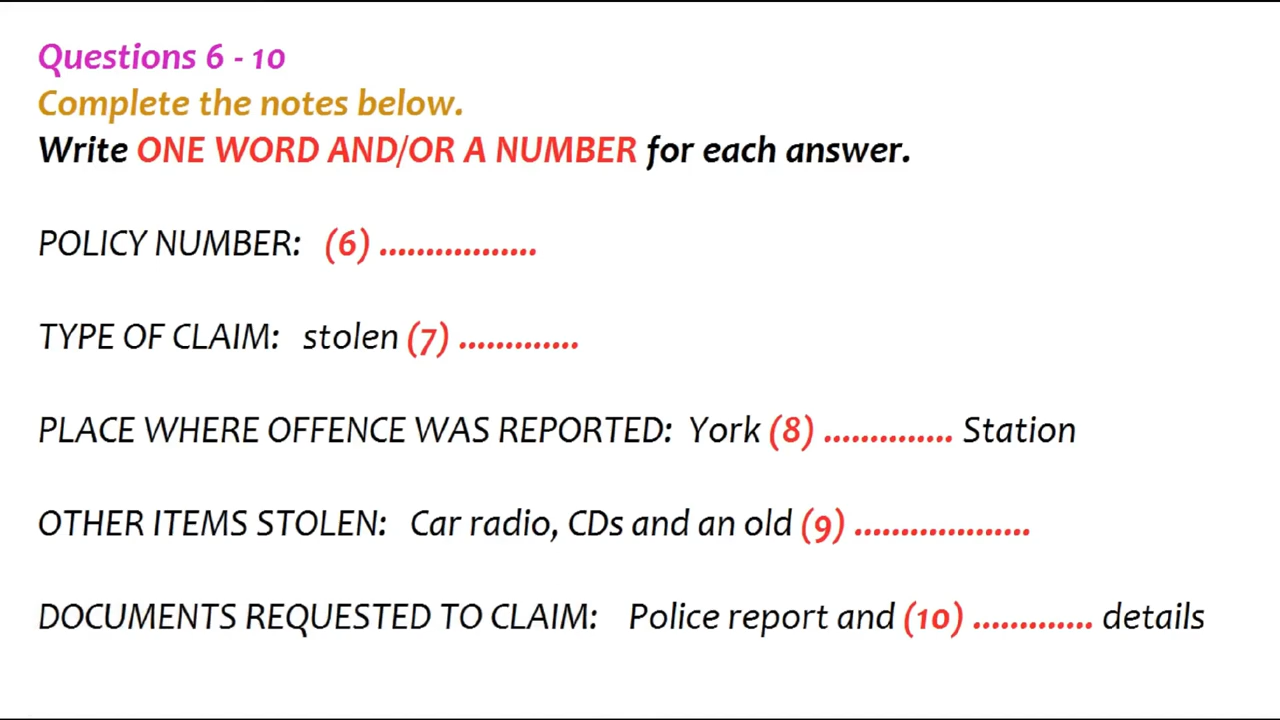 Questions 6 - 10
Complete the notes below.
Write ONE WORD AND/OR A NUMBER for each answer.
POLICY NUMBER: (6) .................
TYPE OF CLAIM: stolen (7) .............
PLACE WHERE OFFENCE WAS REPORTED: York (8) .............. Station
OTHER ITEMS STOLEN: Car radio, CDs and an old (9) ...................
DOCUMENTS REQUESTED TO CLAIM: Police report and (10) ............. details